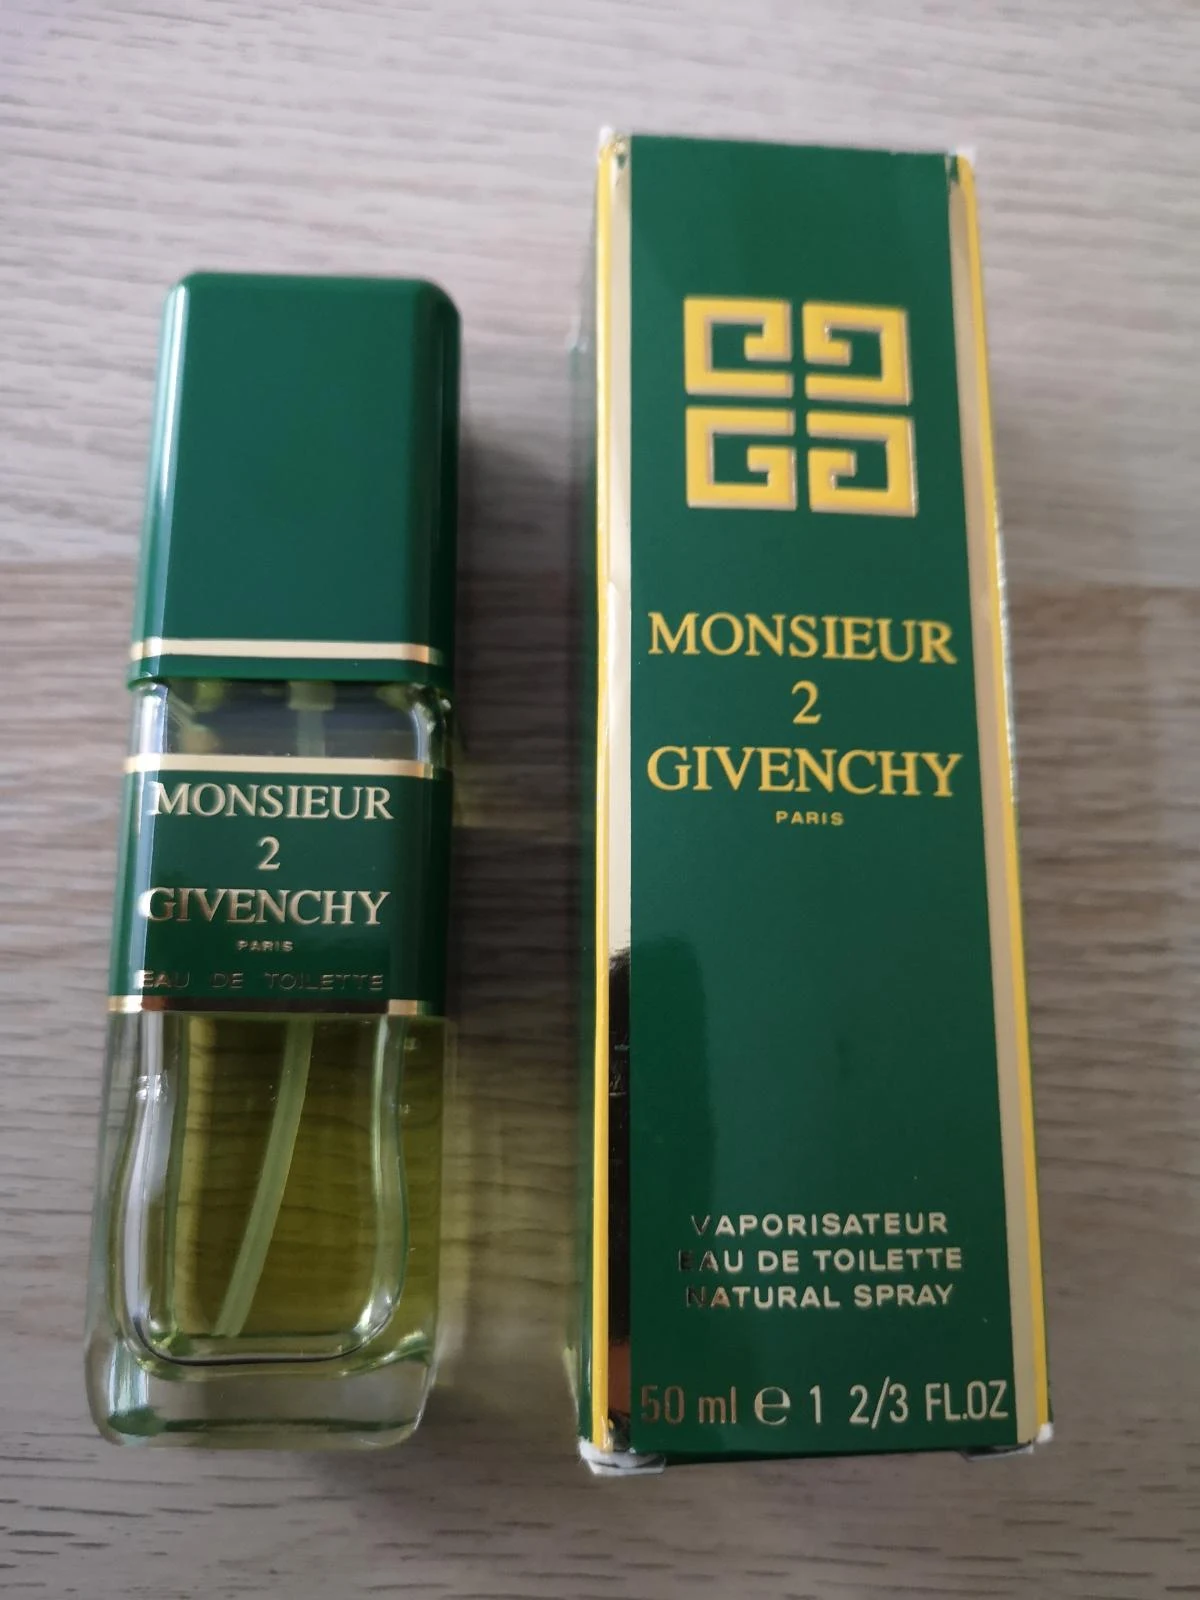 MONSIEUR
2
GIVENCHY
PARIS
EAU DE TOILETTE
MONSIEUR
2
GIVENCHY
PARIS
VAPORISATEUR
EAU DE TOILETTE
NATURAL SPRAY
50 ml e 1 2/3 FL.OZ